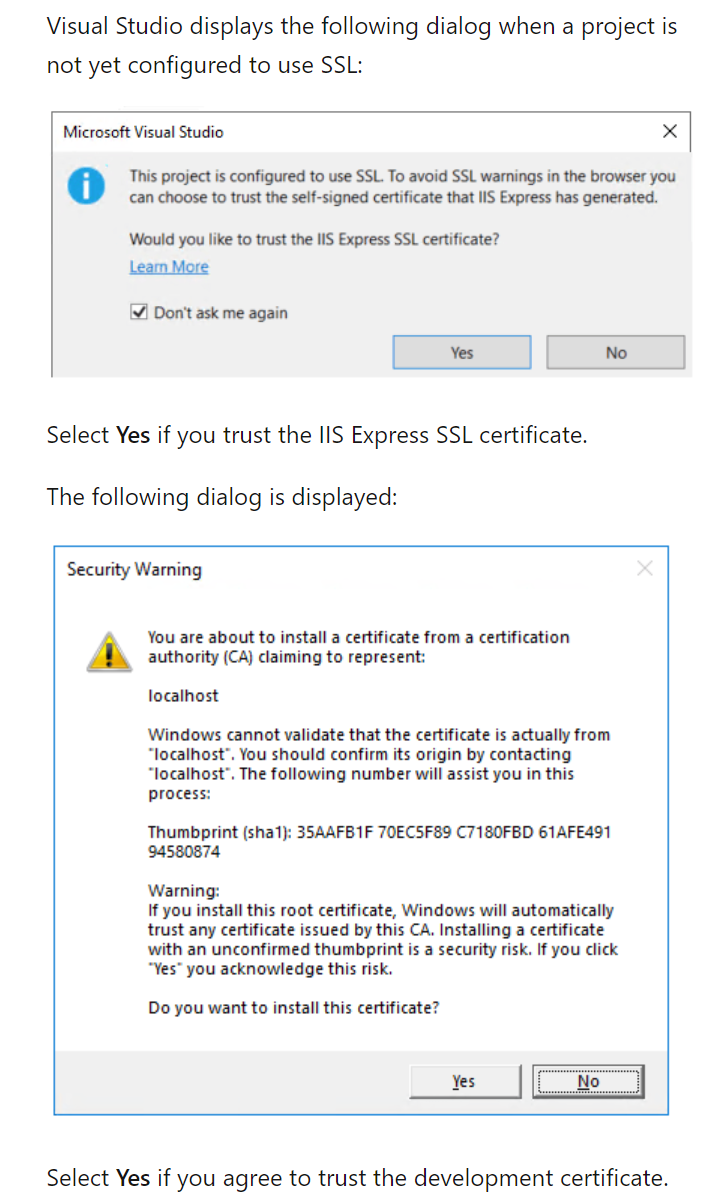 Visual Studio displays the following dialog when a project is
not yet configured to use SSL:
Microsoft Visual Studio
This project is configured to use SSL. To avoid SSL warnings in the browser you
can choose to trust the self-signed certificate that IIS Express has generated.
Would you like to trust the IIS Express SSL certificate?
Learn More
Don't ask me again
Yes
No
Select Yes if you trust the IIS Express SSL certificate.
The following dialog is displayed:
Security Warning
You are about to install a certificate from a certification
authority (CA) claiming to represent:
localhost
Windows cannot validate that the certificate is actually from
"localhost". You should confirm its origin by contacting
"localhost". The following number will assist you in this
process:
Thumbprint (sha1): 35AAFB1F 70EC5F89 C7180FBD 61AFE491
94580874
Warning:
If you install this root certificate, Windows will automatically
trust any certificate issued by this CA. Installing a certificate
with an unconfirmed thumbprint is a security risk. If you click
"Yes" you acknowledge this risk.
Do you want to install this certificate?
Yes
No
Select Yes if you agree to trust the development certificate.